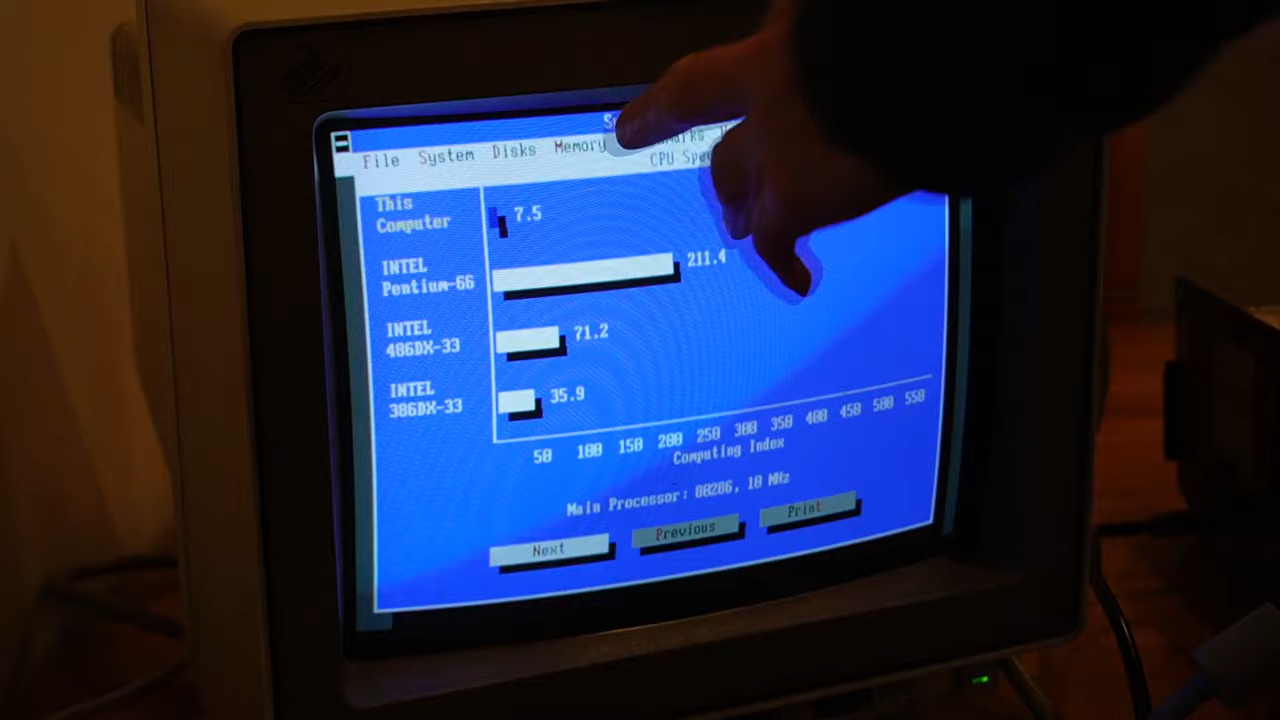 File System Disks Memory
CPU
This
Computer
7.5
INTEL
Pentium-66
211.4
INTEL
486DX-33
71.2
INTEL
386DX-33
35.9
50 100 150 200 250 300 350 400 450 500 550
Computing Index
Main Processor: 80286, 10 MHz
Next Previous Print